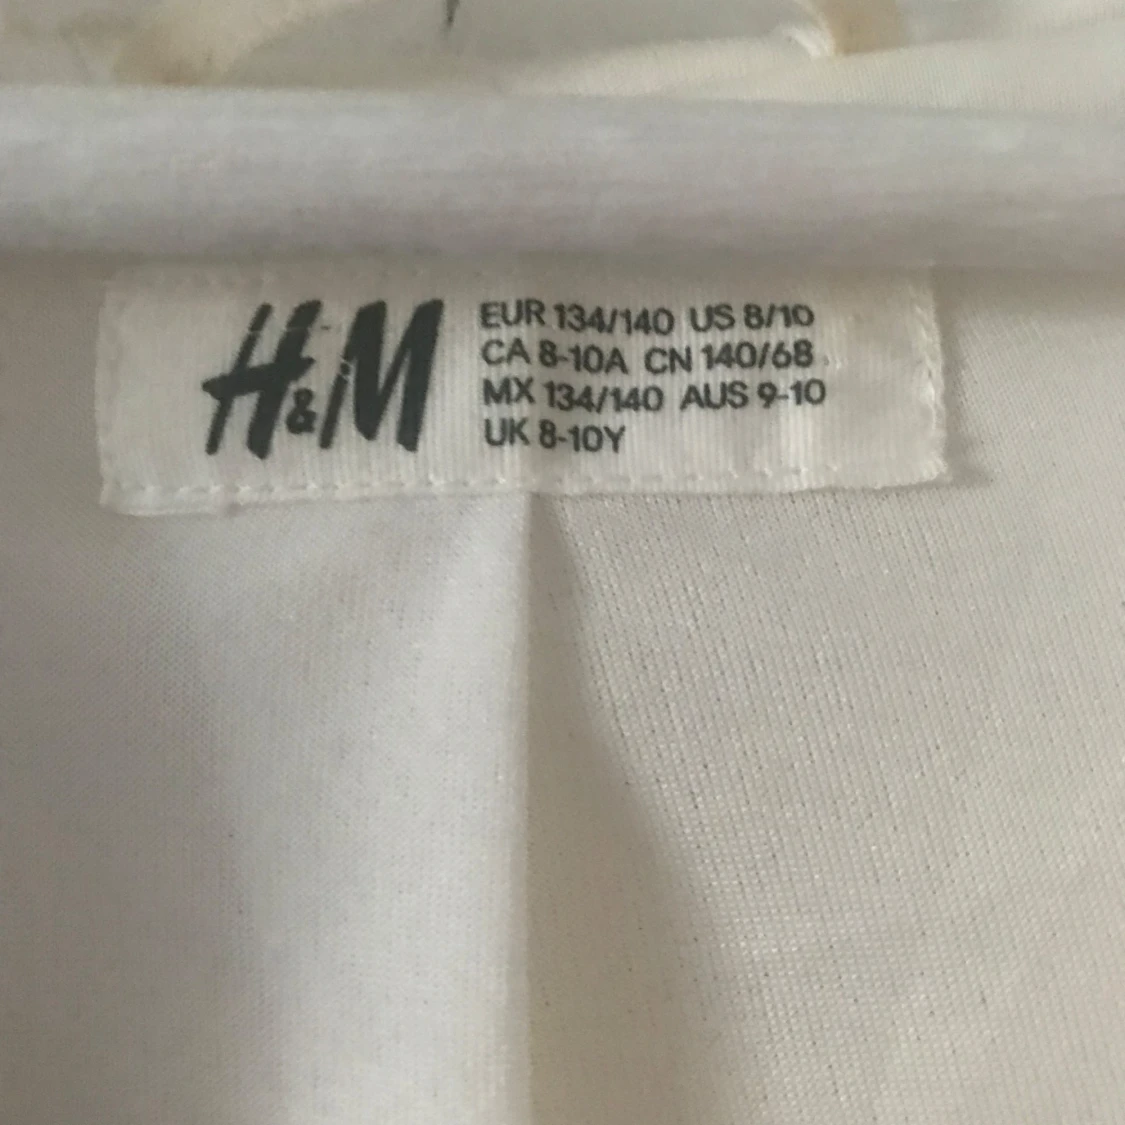 H&M
EUR 134/140 US 8/10
CA 8-10A CN 140/68
MX 134/140 AUS 9-10
UK 8-10Y